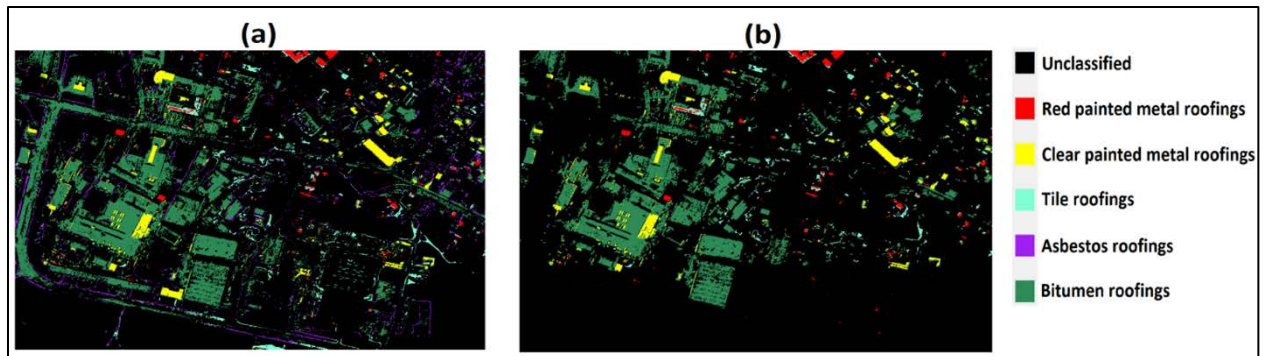 (a)
(b)
Unclassified
Red painted metal roofings
Clear painted metal roofings
Tile roofings
Asbestos roofings
Bitumen roofings